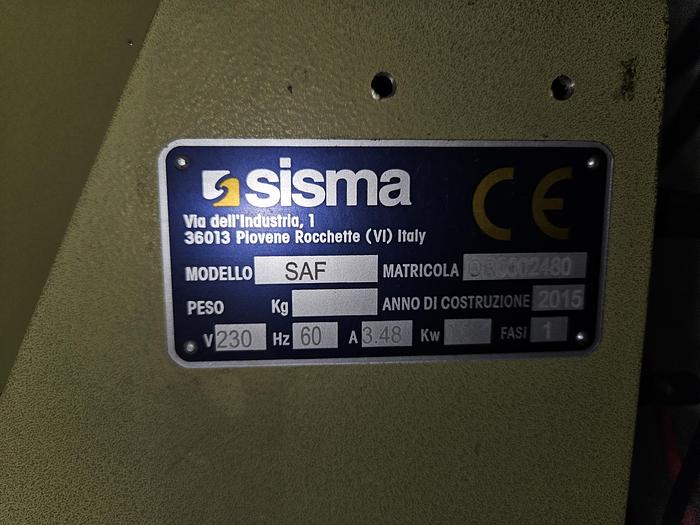 sisma
CE
Via dell'Industria, 1
36013 Piovene Rocchette (VI) Italy
MODELLO SAF MATRICOLA
PESO Kg ANNO DI COSTRUZIONE 2015
V 230 Hz 60 A 3.48 Kw FASI 1